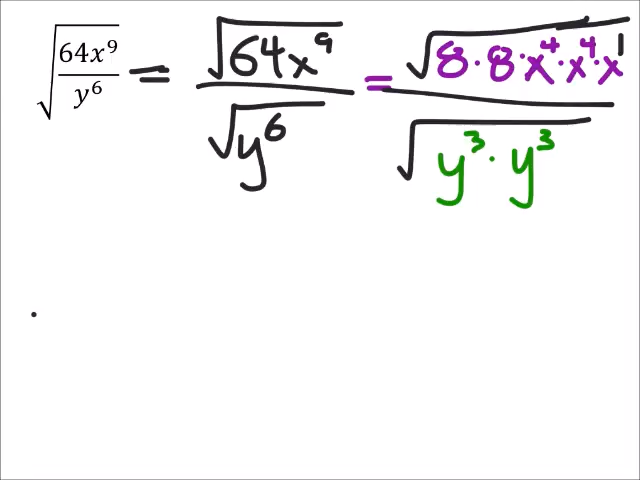 √(64x⁹/y⁶) = √(64x⁹)/√(y⁶) = √(8·8·x⁴·x⁴·x¹)/√(y³·y³)